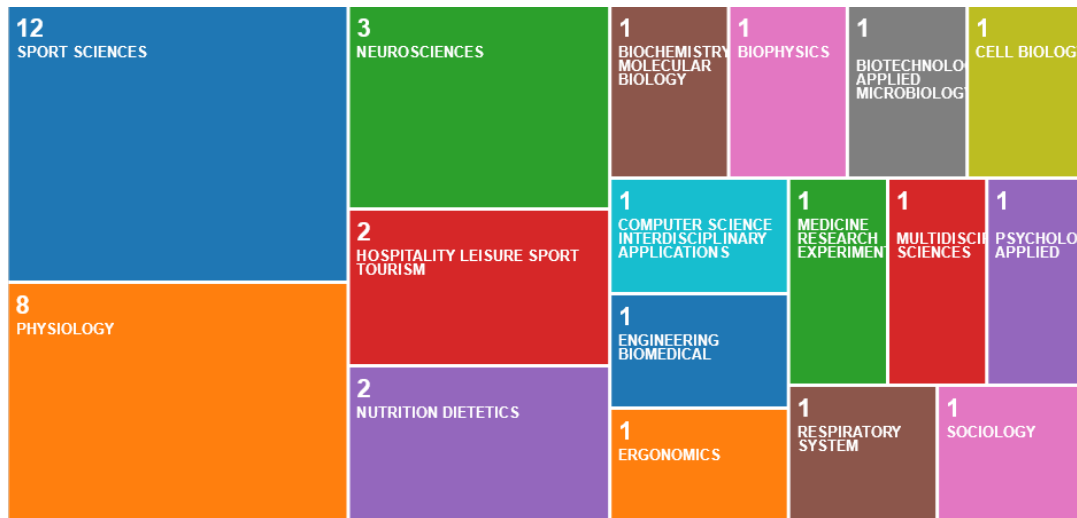 12
SPORT SCIENCES
8
PHYSIOLOGY
3
NEUROSCIENCES
2
HOSPITALITY LEISURE SPORT
TOURISM
2
NUTRITION DIETETICS
1
BIOCHEMISTRY
MOLECULAR
BIOLOGY
1
BIOPHYSICS
1
BIOTECHNOLO
APPLIED
MICROBIOLOGY
1
CELL BIOLOG
1
COMPUTER SCIENCE
INTERDISCIPLINARY
APPLICATIONS
1
ENGINEERING
BIOMEDICAL
1
ERGONOMICS
1
MEDICINE
RESEARCH
EXPERIMENT
1
MULTIDISCI
SCIENCES
1
PSYCHOLO
APPLIED
1
RESPIRATORY
SYSTEM
1
SOCIOLOGY